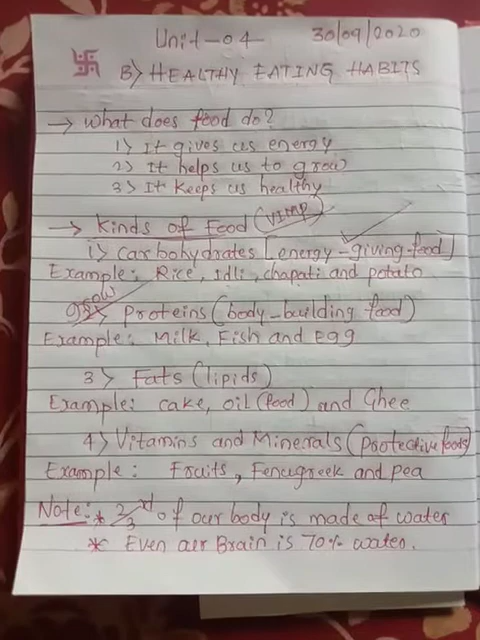 Unit-04 30/09/2020
卐 B> HEALTHY EATING HABITS
→ What does food do?
1> It gives us energy
2> It helps us to grow
3> It keeps us healthy
→ Kinds of Food (V.IMP)
1> carbohydrates [energy-giving-food]
Example: Rice, Idli, chapati and potato
grow
2> Proteins (body-building food)
Example: Milk, Fish and Egg
3> Fats (lipids)
Example: cake, oil (food) and Ghee
4> Vitamins and Minerals (Protective foods)
Example: Fruits, Fenugreek and pea
Note: * 2/3rd of our body is made of water
* Even our Brain is 70% water.